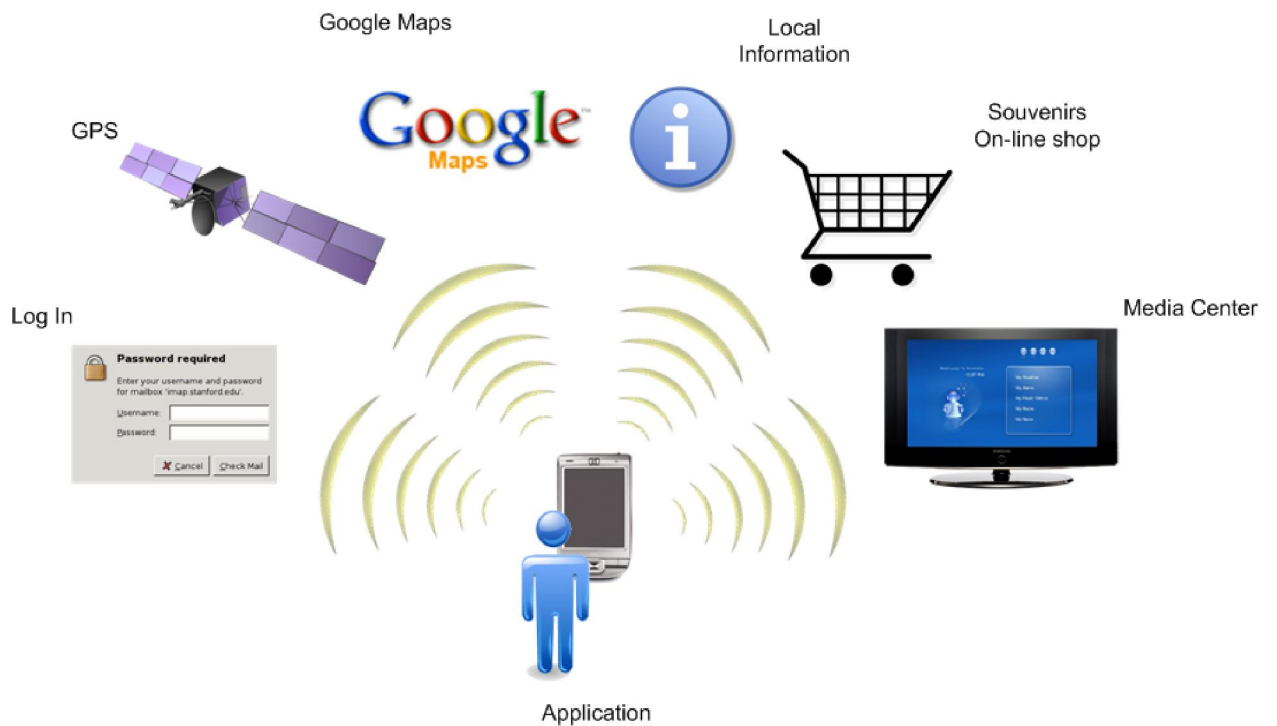 Google Maps
Local
Information
Google
Maps
Souvenirs
On-line shop
GPS
Log In
Media Center
Password required
Enter your username and password
for mailbox 'imap.stanford.edu'.
Username:
Password:
Cancel
Check Mail
SAMSUNG
Application